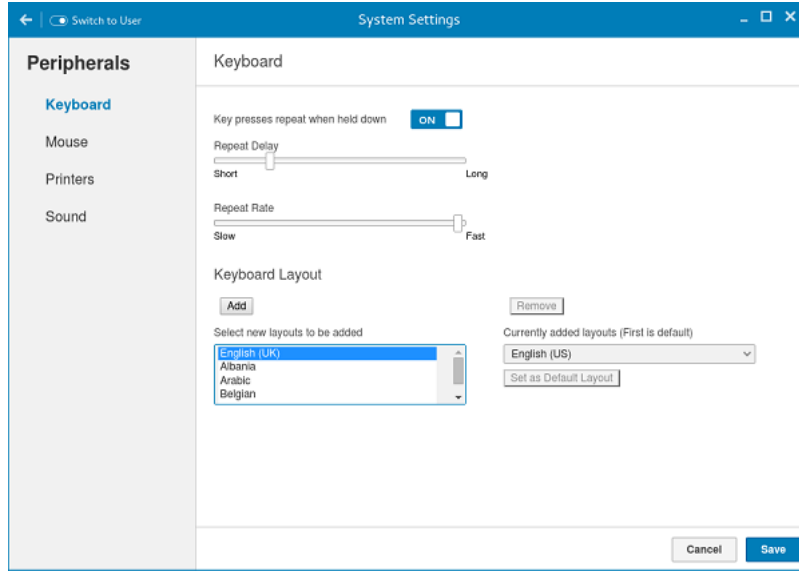 Switch to User
System Settings
Peripherals
Keyboard
Mouse
Printers
Sound
Keyboard
Key presses repeat when held down
ON
Repeat Delay
Short
Long
Repeat Rate
Slow
Fast
Keyboard Layout
Add
Remove
Select new layouts to be added
Currently added layouts (First is default)
English (UK)
Albania
Arabic
Belgian
English (US)
Set as Default Layout
Cancel
Save